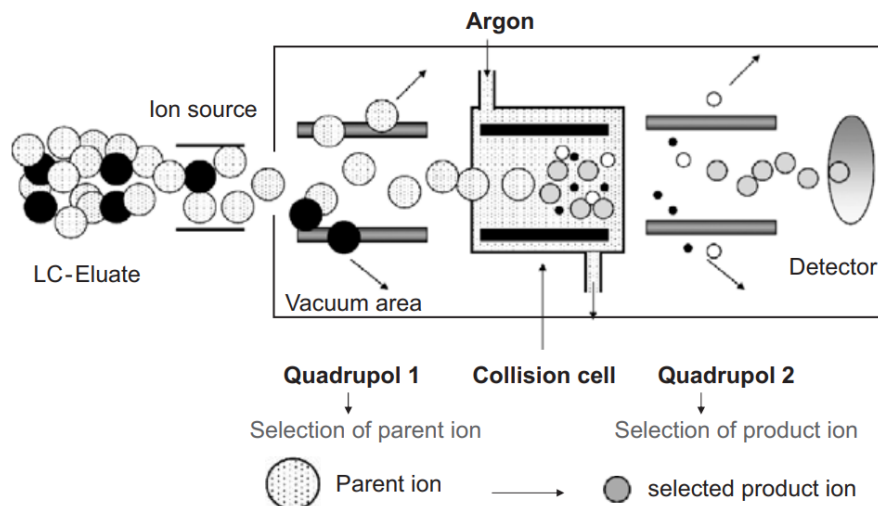 Argon
Ion source
LC-Eluate
Vacuum area
Detector
Quadrupol 1
Collision cell
Quadrupol 2
Selection of parent ion
Selection of product ion
Parent ion
selected product ion